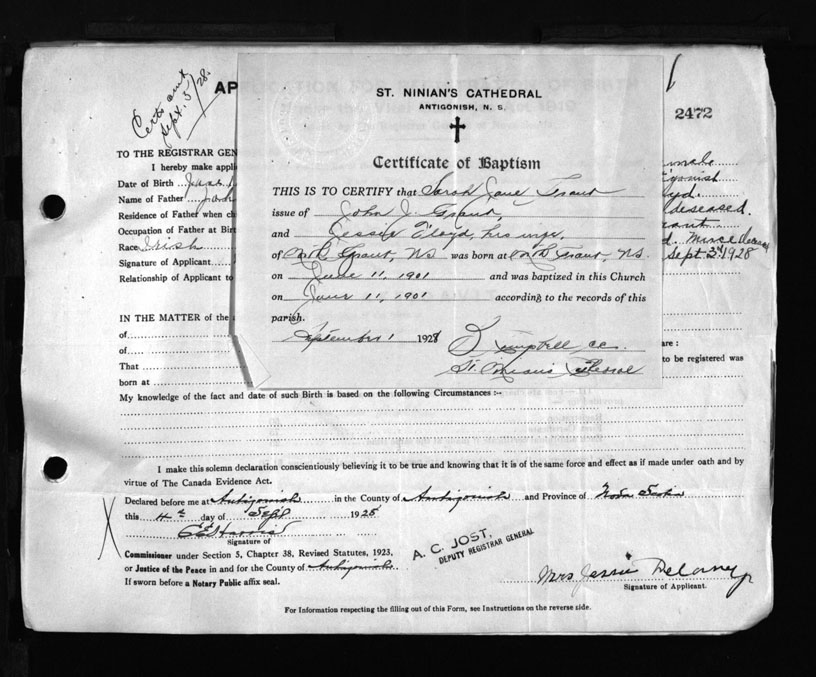 Certs sent
Sept. 5/28.
AP
2472
ST. NINIAN'S CATHEDRAL
ANTIGONISH, N. S.
Certificate of Baptism
THIS IS TO CERTIFY that Sarah Jane Grant
issue of John J. Grant,
and Jessie Floyd, his wife,
of Grant, NS was born at Grant, NS.
on June 11, 1901 and was baptized in this Church
on June 11, 1901 according to the records of this
parish.
September 1 1928
TO THE REGISTRAR GEN
I hereby make appli
Date of Birth June
Name of Father
Residence of Father when ch
Occupation of Father at Birt
Race Irish
Signature of Applicant
Relationship of Applicant to
deceased.
Sept 3rd 1928
IN THE MATTER of the
of
of are :
That to be registered was
born at
My knowledge of the fact and date of such Birth is based on the following Circumstances :-
I make this solemn declaration conscientiously believing it to be true and knowing that it is of the same force and effect as if made under oath and by
virtue of The Canada Evidence Act.
Declared before me at Antigonish in the County of Antigonish and Province of Nova Scotia
this 4th day of Sept 1928
Signature of
Commissioner under Section 5, Chapter 38, Revised Statutes, 1923,
or Justice of the Peace in and for the County of Antigonish
If sworn before a Notary Public affix seal.
A. C. JOST,
DEPUTY REGISTRAR GENERAL
Mrs Jessie Delaney
Signature of Applicant.
For Information respecting the filling out of this Form, see Instructions on the reverse side.